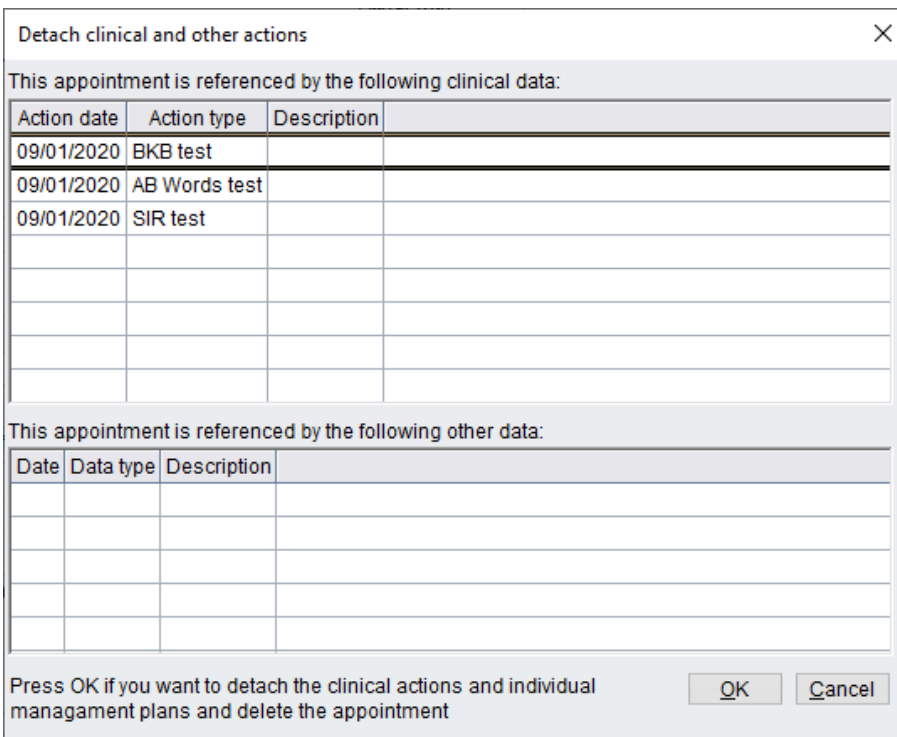 Detach clinical and other actions
This appointment is referenced by the following clinical data:
Action date Action type Description
09/01/2020 BKB test
09/01/2020 AB Words test
09/01/2020 SIR test
This appointment is referenced by the following other data:
Date Data type Description
Press OK if you want to detach the clinical actions and individual
managament plans and delete the appointment
OK Cancel